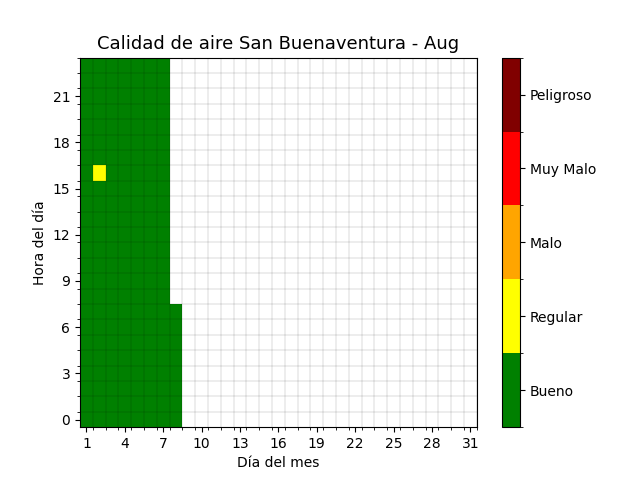 Calidad de aire San Buenaventura - Aug
Hora del día
21
18
15
12
9
6
3
0
1 4 7 10 13 16 19 22 25 28 31
Día del mes
Peligroso
Muy Malo
Malo
Regular
Bueno